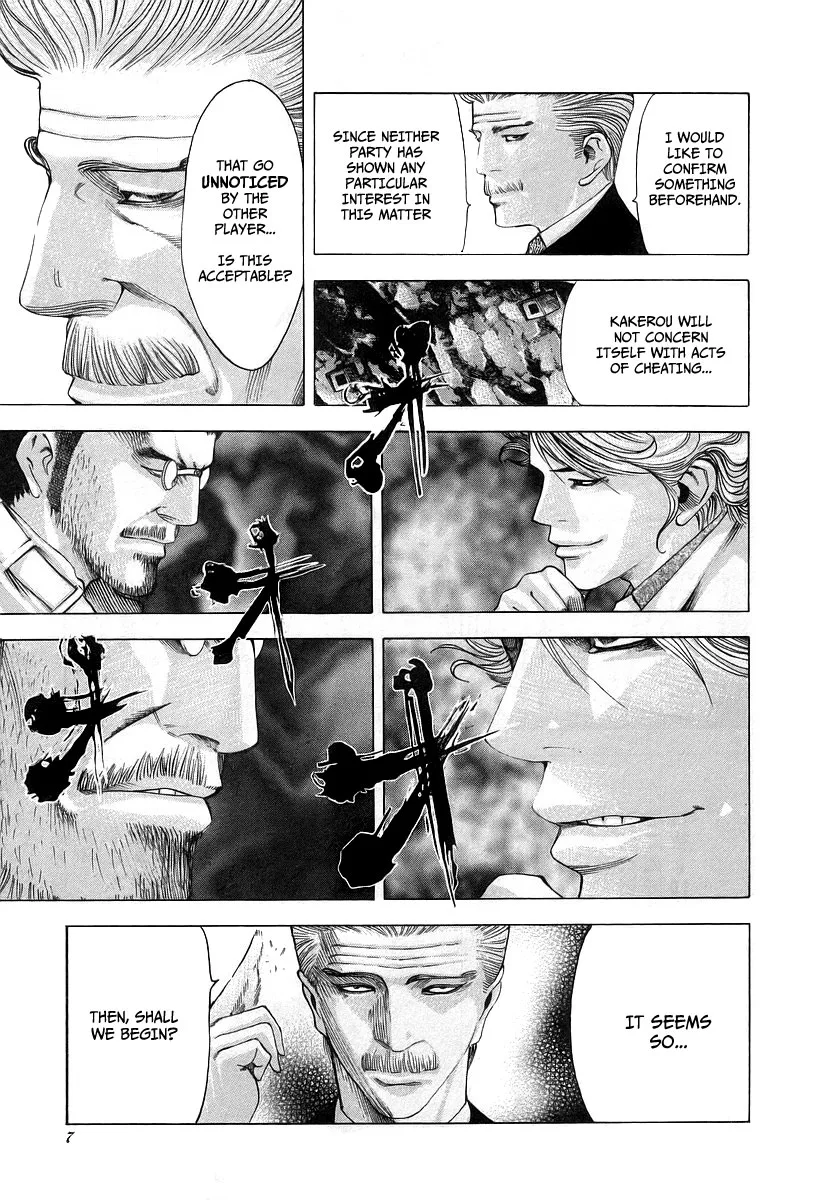 I WOULD
LIKE TO
CONFIRM
SOMETHING
BEFOREHAND.
SINCE NEITHER
PARTY HAS
SHOWN ANY
PARTICULAR
INTEREST IN
THIS MATTER
KAKEROU WILL
NOT CONCERN
ITSELF WITH ACTS
OF CHEATING...
THAT GO
UNNOTICED
BY THE
OTHER
PLAYER...
IS THIS
ACCEPTABLE?
IT SEEMS
SO...
THEN, SHALL
WE BEGIN?
7